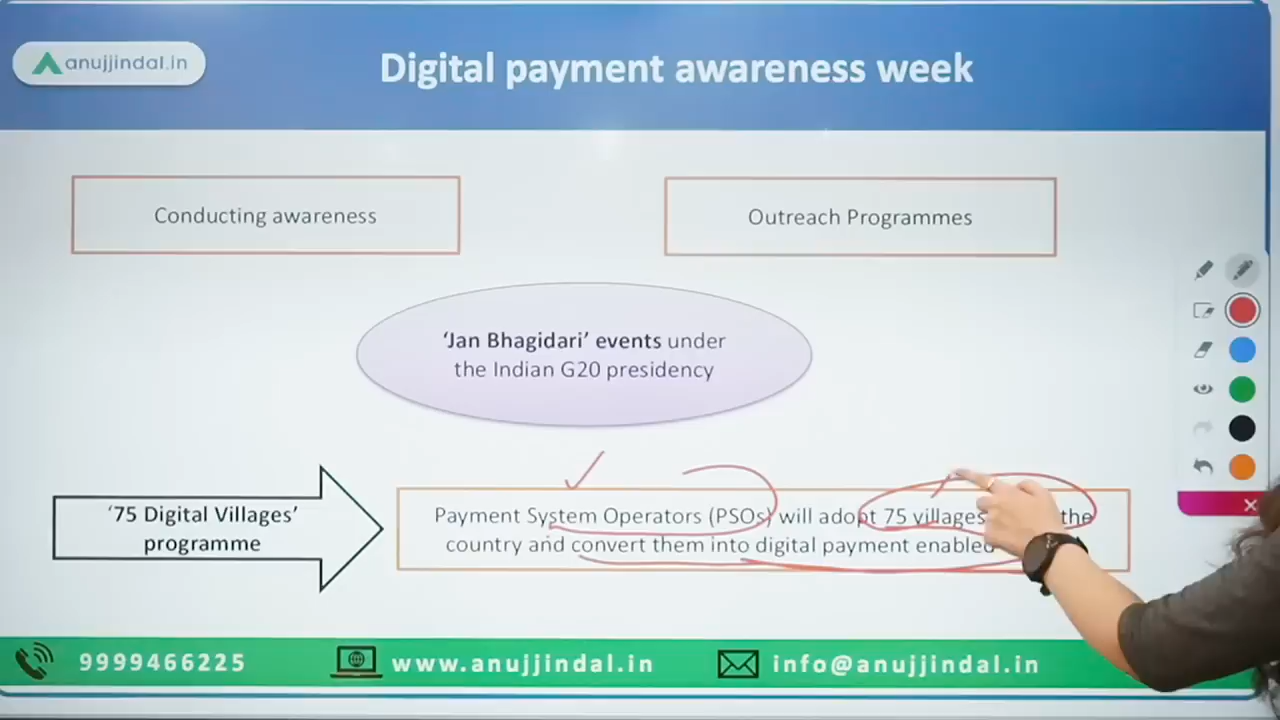 anujjindal.in
Digital payment awareness week
Conducting awareness
Outreach Programmes
‘Jan Bhagidari’ events under
the Indian G20 presidency
‘75 Digital Villages’
programme
Payment System Operators (PSOs) will adopt 75 villages the
country and convert them into digital payment enabled
9999466225
www.anujjindal.in
info@anujjindal.in